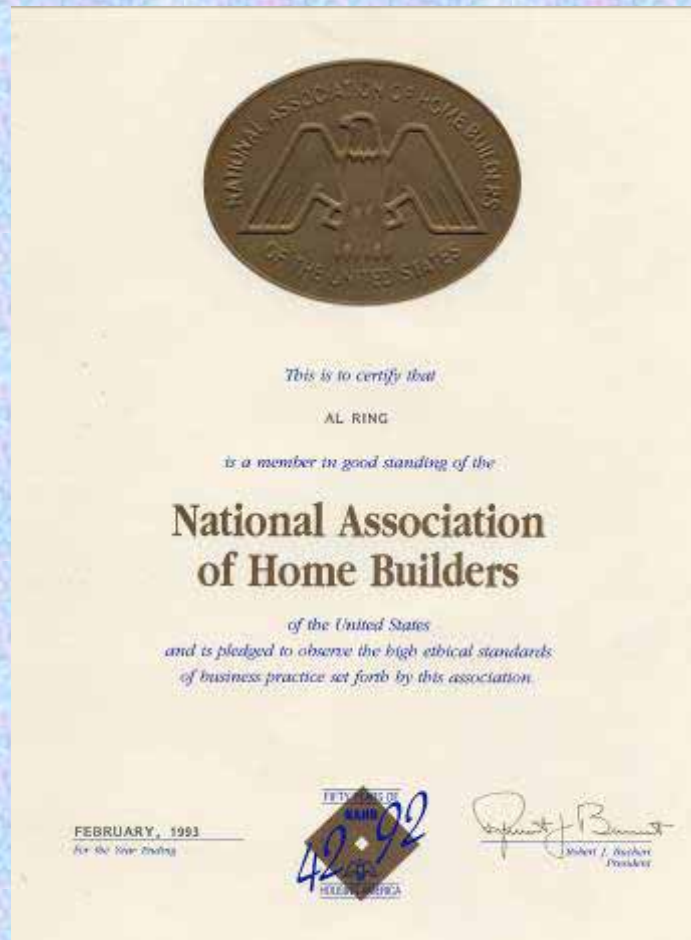 NATIONAL ASSOCIATION OF HOME BUILDERS
OF THE UNITED STATES
This is to certify that
AL RING
is a member in good standing of the
National Association
of Home Builders
of the United States
and is pledged to observe the high ethical standards
of business practice set forth by this association.
FIFTY YEARS OF
NAHB
42 92
HOUSING AMERICA
FEBRUARY, 1993
For the Year Ending
Robert J.
President